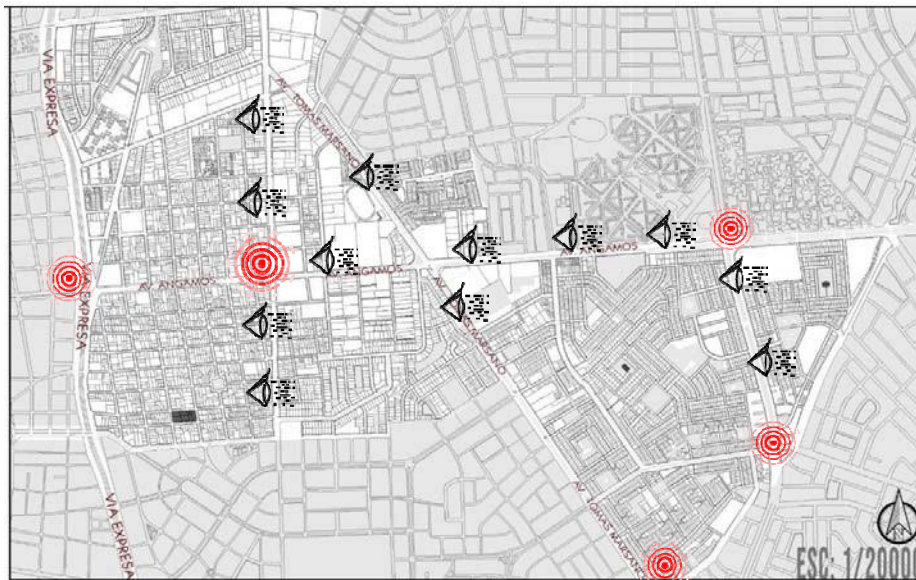 VIA EXPRESA
AV. TOMAS MARSANO
AV. ANGAMOS
ANGAMOS
AV. ANGAMOS
VIA EXPRESA
AV. TOMAS MARSANO
AV. TOMAS MARSANO
VIA EXPRESA
ESC: 1/20000